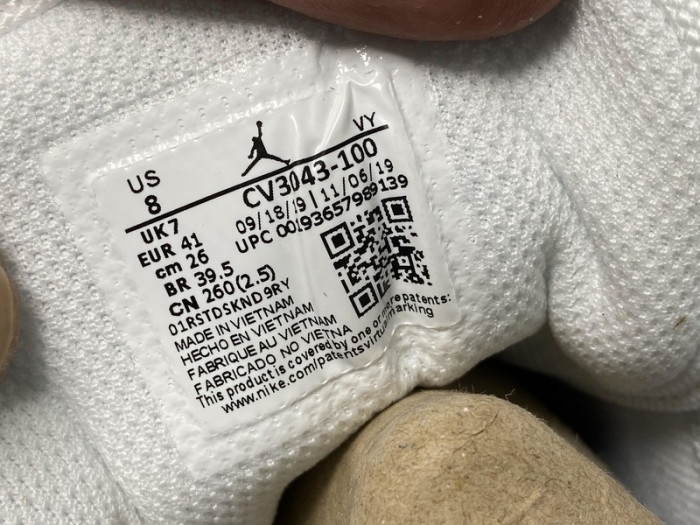 VY
US
8
CV3043-100
UK7
09/18/19 | 11/06/19
EUR 41
UPC 00193657989139
cm 26
BR 39.5
CN 260(2.5)
01RSTDSKND9RY
MADE IN VIETNAM
HECHO EN VIETNAM
FABRIQUE AU VIETNAM
FABRICADO NO VIETNA
This product is covered by one or more patents:
www.nike.com/patentsvirtualmarking